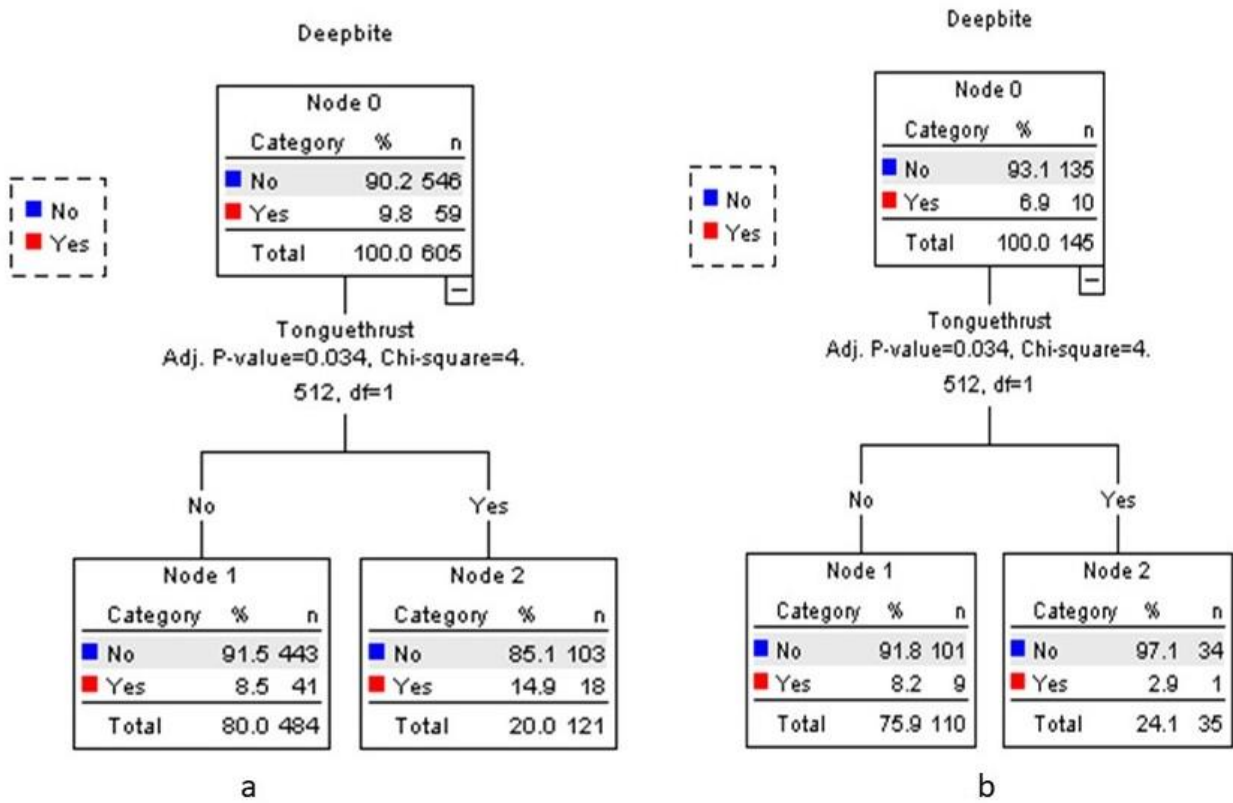 Deepbite
Node 0
Category % n
No 90.2 546
Yes 9.8 59
Total 100.0 605
No
Yes
Tonguethrust
Adj. P-value=0.034, Chi-square=4.
512, df=1
No
Yes
Node 1
Category % n
No 91.5 443
Yes 8.5 41
Total 80.0 484
Node 2
Category % n
No 85.1 103
Yes 14.9 18
Total 20.0 121
a
Deepbite
Node 0
Category % n
No 93.1 135
Yes 6.9 10
Total 100.0 145
No
Yes
Tonguethrust
Adj. P-value=0.034, Chi-square=4.
512, df=1
No
Yes
Node 1
Category % n
No 91.8 101
Yes 8.2 9
Total 75.9 110
Node 2
Category % n
No 97.1 34
Yes 2.9 1
Total 24.1 35
b